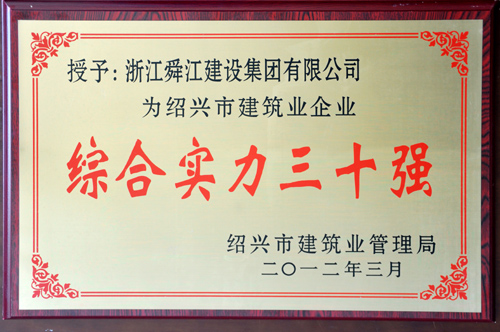 授予：浙江舜江建设集团有限公司
为绍兴市建筑业企业
综合实力三十强
绍兴市建筑业管理局
二〇一二年三月